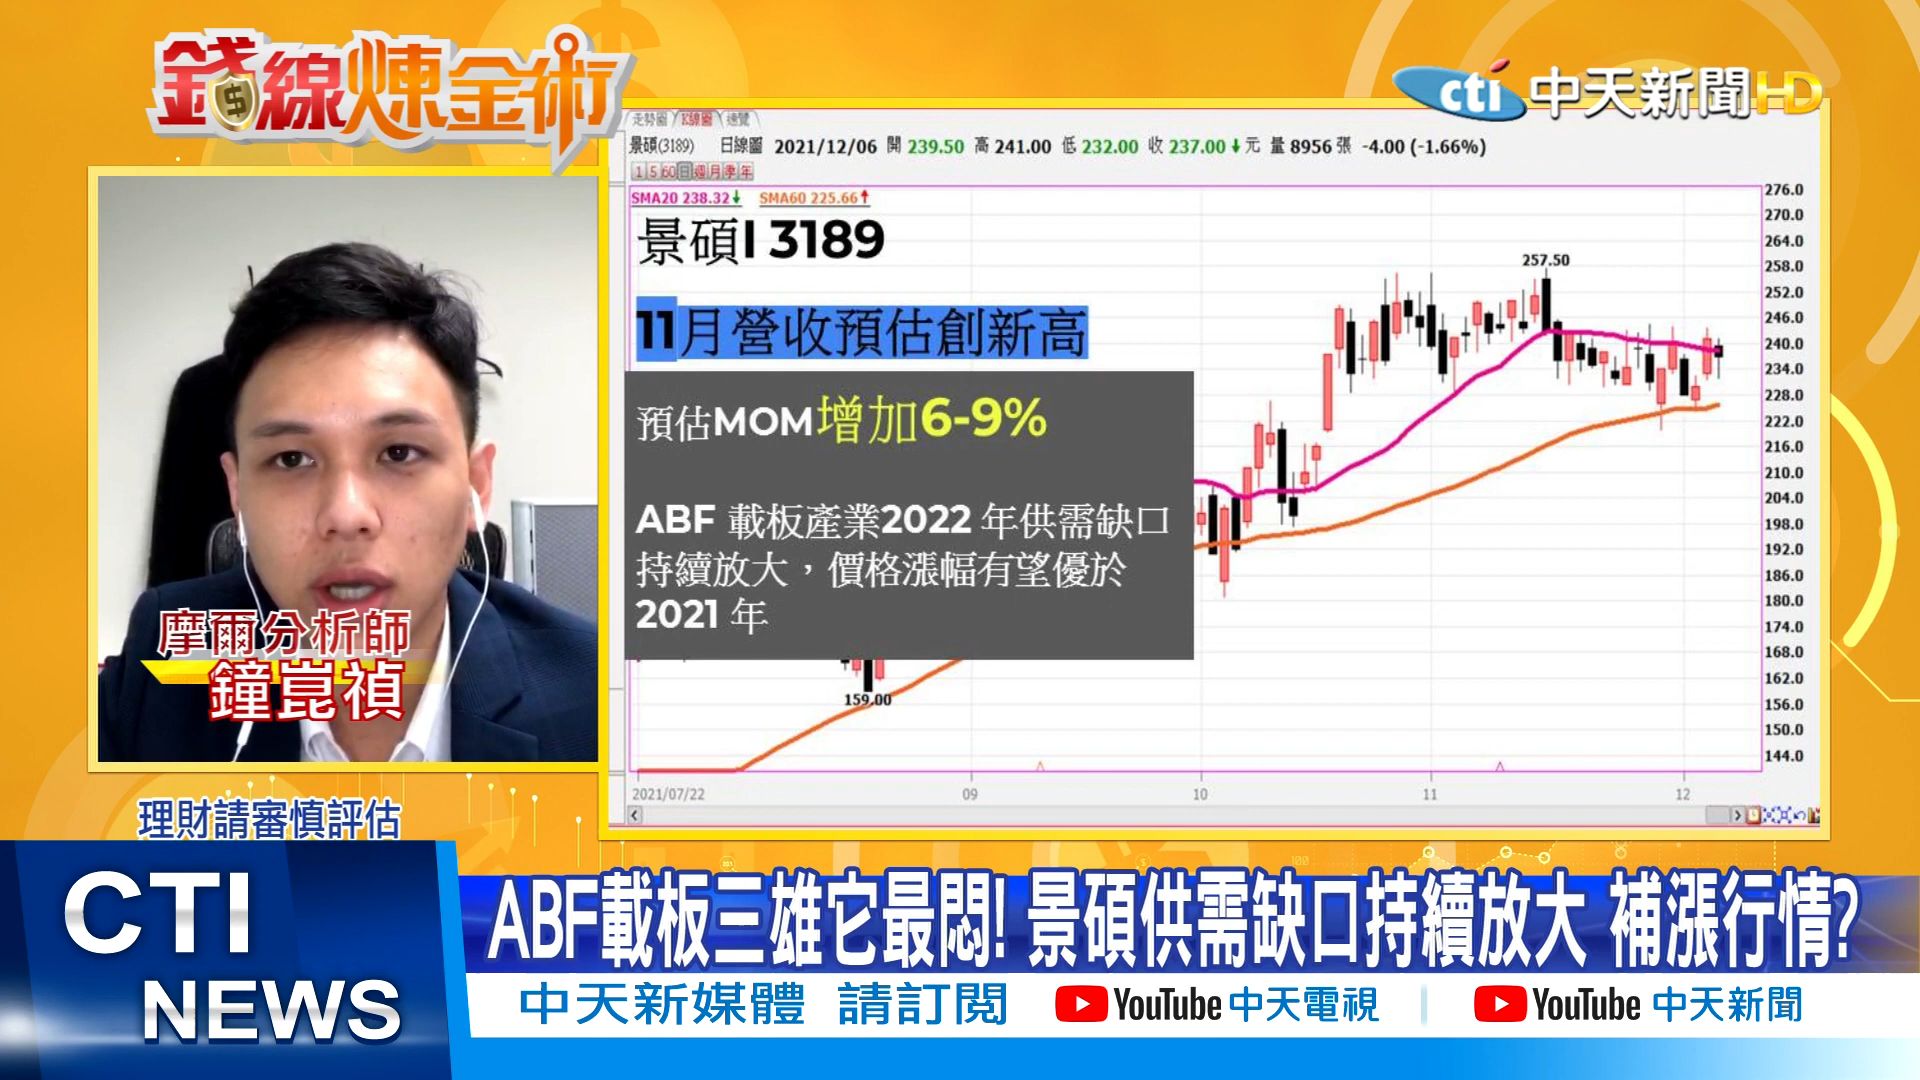 錢線煉金術
cti 中天新聞HD
走勢圖 K線圖 速覽
景碩(3189) 日線圖 2021/12/06 開 239.50 高 241.00 低 232.00 收 237.00↓元 量 8956 張 -4.00 (-1.66%)
1 5 60 日 週 月 季 年
SMA20 238.32↓ SMA60 225.66↑
景碩I 3189
11月營收預估創新高
預估MOM增加6-9%
ABF 載板產業2022 年供需缺口
持續放大，價格漲幅有望優於
2021 年
257.50
159.00
276.0
270.0
264.0
258.0
252.0
246.0
240.0
234.0
228.0
222.0
216.0
210.0
204.0
198.0
192.0
186.0
180.0
174.0
168.0
162.0
156.0
150.0
144.0
2021/07/22 09 10 11 12
摩爾分析師
鐘崑禎
理財請審慎評估
CTI
NEWS
ABF載板三雄它最悶! 景碩供需缺口持續放大 補漲行情?
中天新媒體 請訂閱 YouTube 中天電視 | YouTube 中天新聞